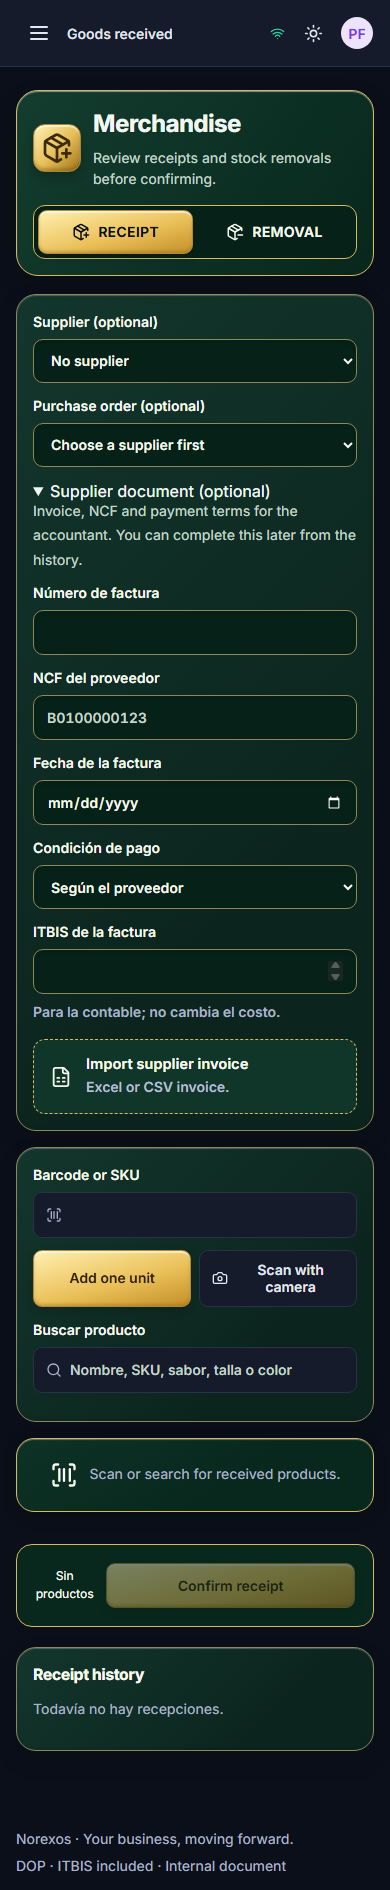 Goods received
PF
Merchandise
Review receipts and stock removals
before confirming.
RECEIPT
REMOVAL
Supplier (optional)
No supplier
Purchase order (optional)
Choose a supplier first
Supplier document (optional)
Invoice, NCF and payment terms for the
accountant. You can complete this later from the
history.
Número de factura
NCF del proveedor
B0100000123
Fecha de la factura
mm/dd/yyyy
Condición de pago
Según el proveedor
ITBIS de la factura
Para la contable; no cambia el costo.
Import supplier invoice
Excel or CSV invoice.
Barcode or SKU
Add one unit
Scan with
camera
Buscar producto
Nombre, SKU, sabor, talla o color
Scan or search for received products.
Sin
productos
Confirm receipt
Receipt history
Todavía no hay recepciones.
Norexos · Your business, moving forward.
DOP · ITBIS included · Internal document